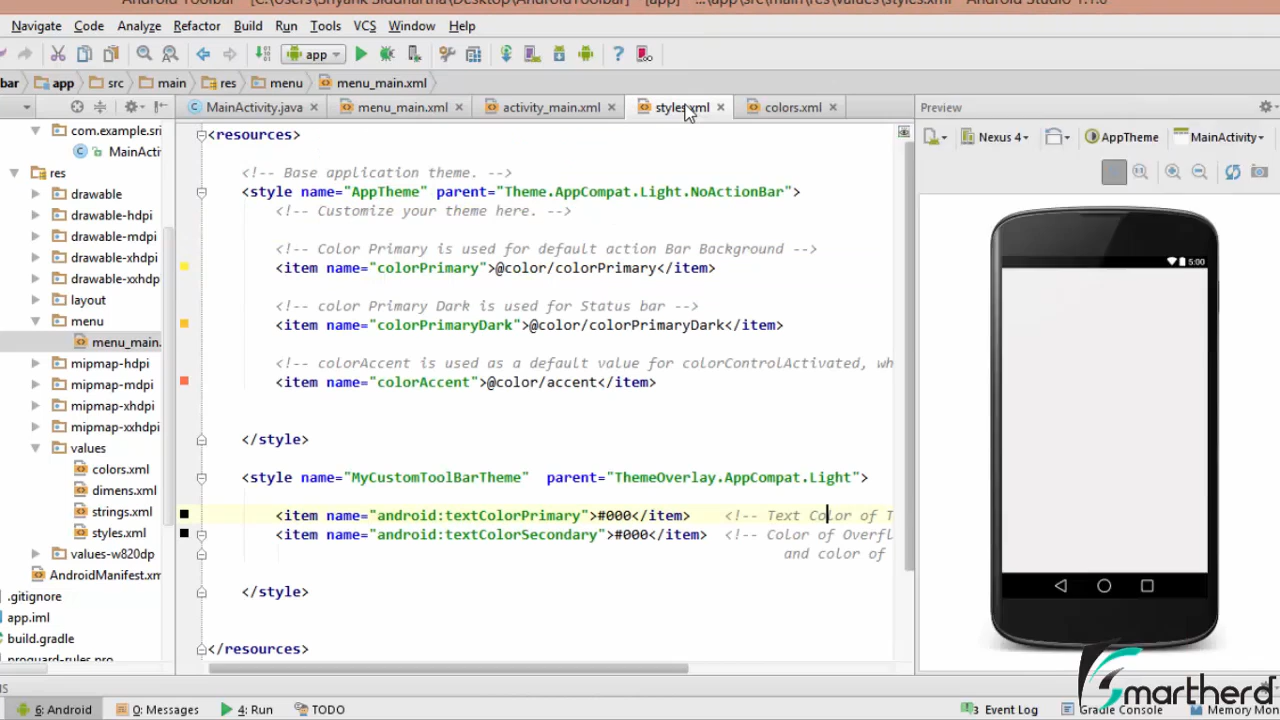 Android Toolbar - [C:\Users\Shyank Siddhartha\Desktop\AndroidToolbar] - [app] - ...\app\src\main\res\values\styles.xml - Android Studio 1.1.0
Navigate Code Analyze Refactor Build Run Tools VCS Window Help
app
bar app src main res menu menu_main.xml
MainActivity.java menu_main.xml activity_main.xml styles.xml colors.xml Preview
Nexus 4 AppTheme MainActivity
com.example.sri
MainActi
res
drawable
drawable-hdpi
drawable-mdpi
drawable-xhdpi
drawable-xxhdp
layout
menu
menu_main.
mipmap-hdpi
mipmap-mdpi
mipmap-xhdpi
mipmap-xxhdpi
values
colors.xml
dimens.xml
strings.xml
styles.xml
values-w820dp
AndroidManifest.xm
.gitignore
app.iml
build.gradle
proguard-rules.pro
<resources>
<!-- Base application theme. -->
<style name="AppTheme" parent="Theme.AppCompat.Light.NoActionBar">
<!-- Customize your theme here. -->
<!-- Color Primary is used for default action Bar Background -->
<item name="colorPrimary">@color/colorPrimary</item>
<!-- color Primary Dark is used for Status bar -->
<item name="colorPrimaryDark">@color/colorPrimaryDark</item>
<!-- colorAccent is used as a default value for colorControlActivated, wh
<item name="colorAccent">@color/accent</item>
</style>
<style name="MyCustomToolBarTheme" parent="ThemeOverlay.AppCompat.Light">
<item name="android:textColorPrimary">#000</item> <!-- Text Color of T
<item name="android:textColorSecondary">#000</item> <!-- Color of Overfl
and color of
</style>
</resources>
5:00
smartherd
6: Android 0: Messages 4: Run TODO 3 Event Log Gradle Console Memory Mon